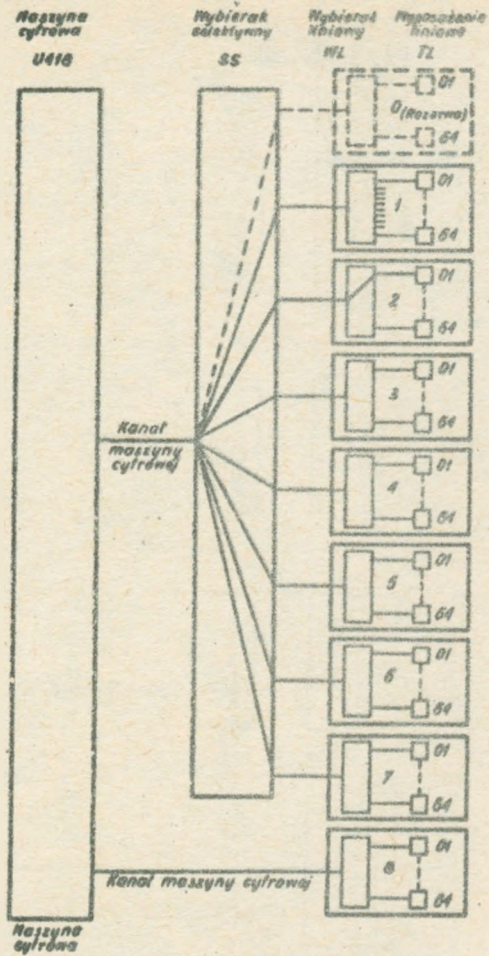 Maszyna
cyfrowa
U418
Wybierak
selektywny
SS
Wybierak
liniowy
WL
Wyposażenie
liniowe
TL
01
0 (Rezerwa)
64
01
1
64
01
2
64
01
3
64
01
4
64
01
5
64
01
6
64
01
7
64
01
8
64
Kanał
maszyny
cyfrowej
Kanał maszyny cyfrowej
Maszyna
cyfrowa